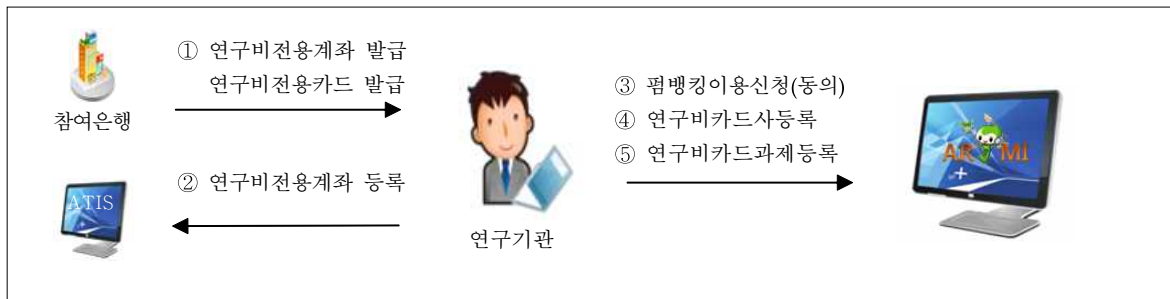 ① 연구비전용계좌 발급
연구비전용카드 발급
참여은행
② 연구비전용계좌 등록
ATIS
연구기관
③ 펌뱅킹이용신청(동의)
④ 연구비카드사등록
⑤ 연구비카드과제등록